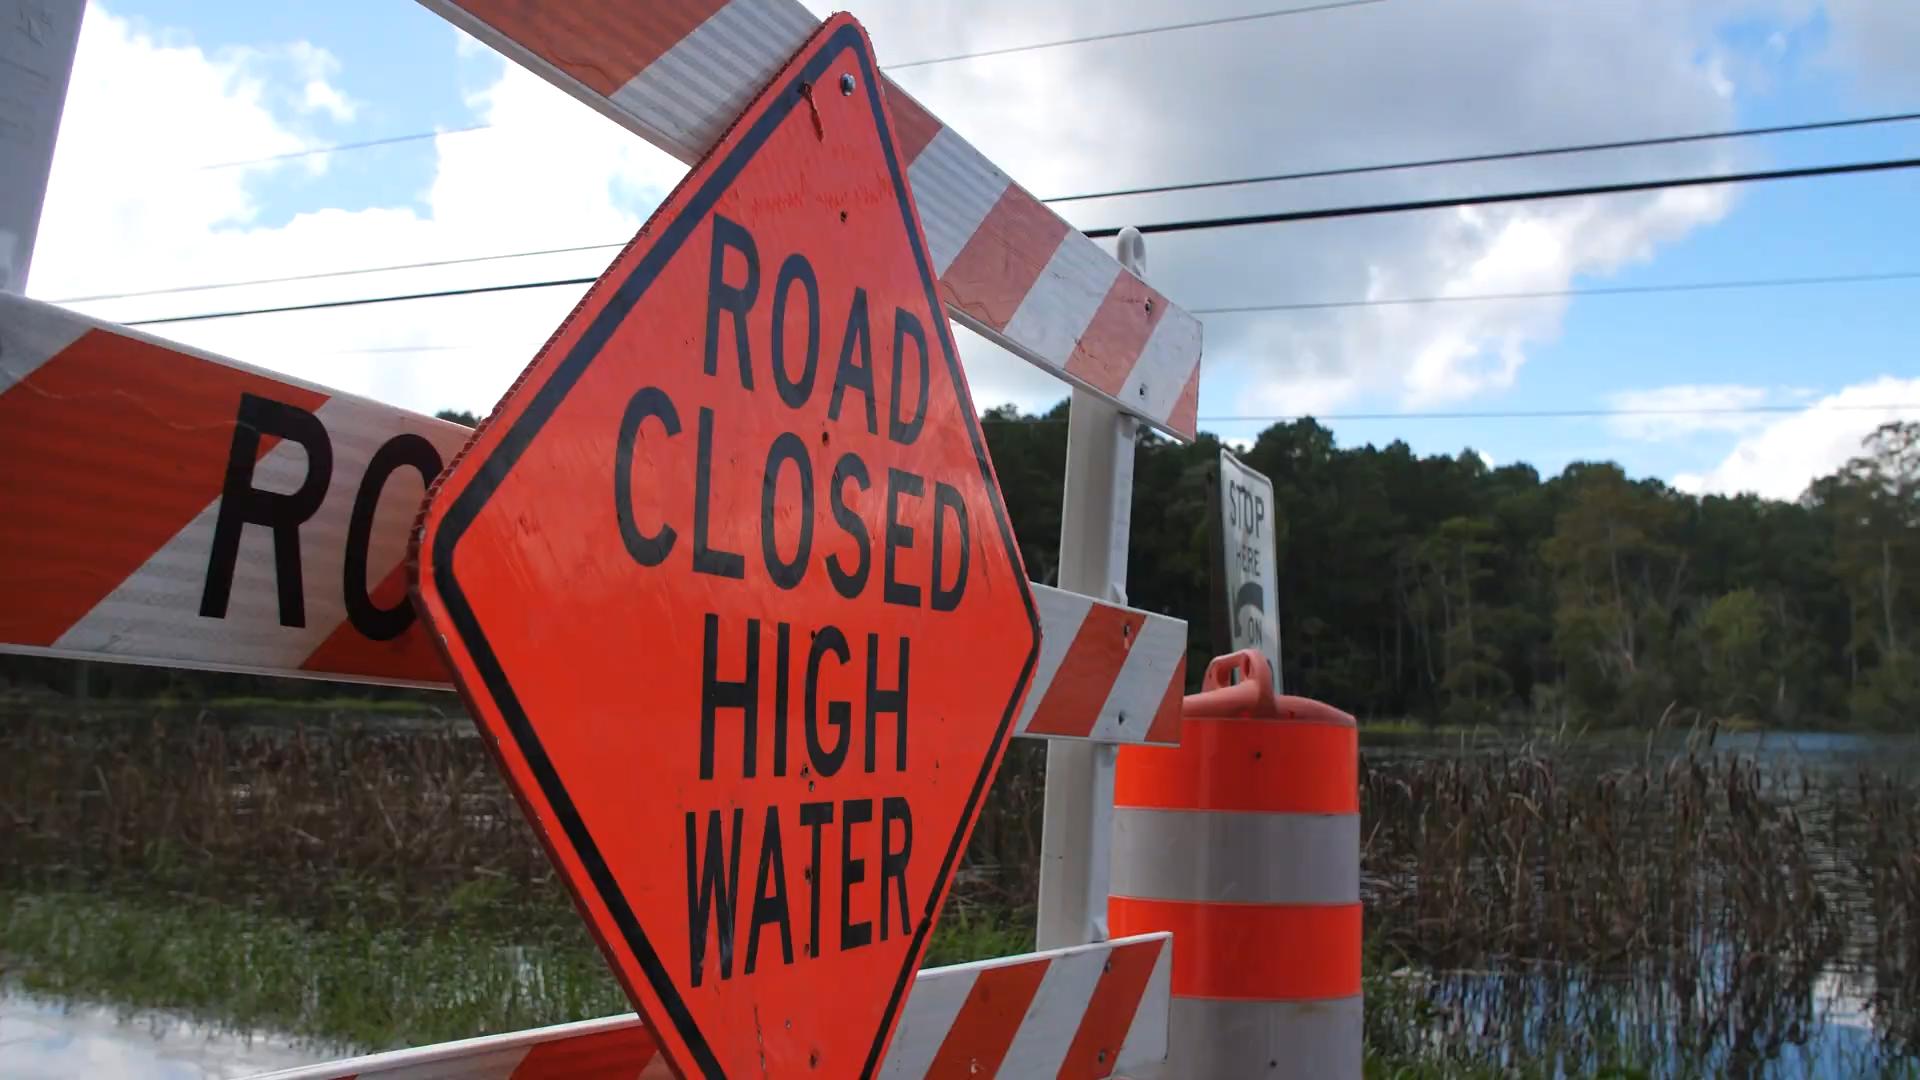 ROAD
CLOSED
HIGH
WATER
RO
STOP
HERE
ON